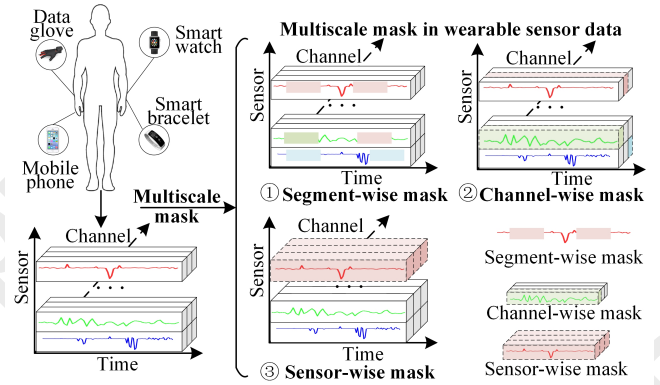 Data
glove
Smart
watch
Smart
bracelet
Mobile
phone
Multiscale
mask
Channel
Sensor
. . .
Time
Multiscale mask in wearable sensor data
Channel
Sensor
. . .
Time
① Segment-wise mask
Channel
Sensor
. . .
Time
② Channel-wise mask
Channel
Sensor
. . .
Time
③ Sensor-wise mask
Segment-wise mask
Channel-wise mask
Sensor-wise mask